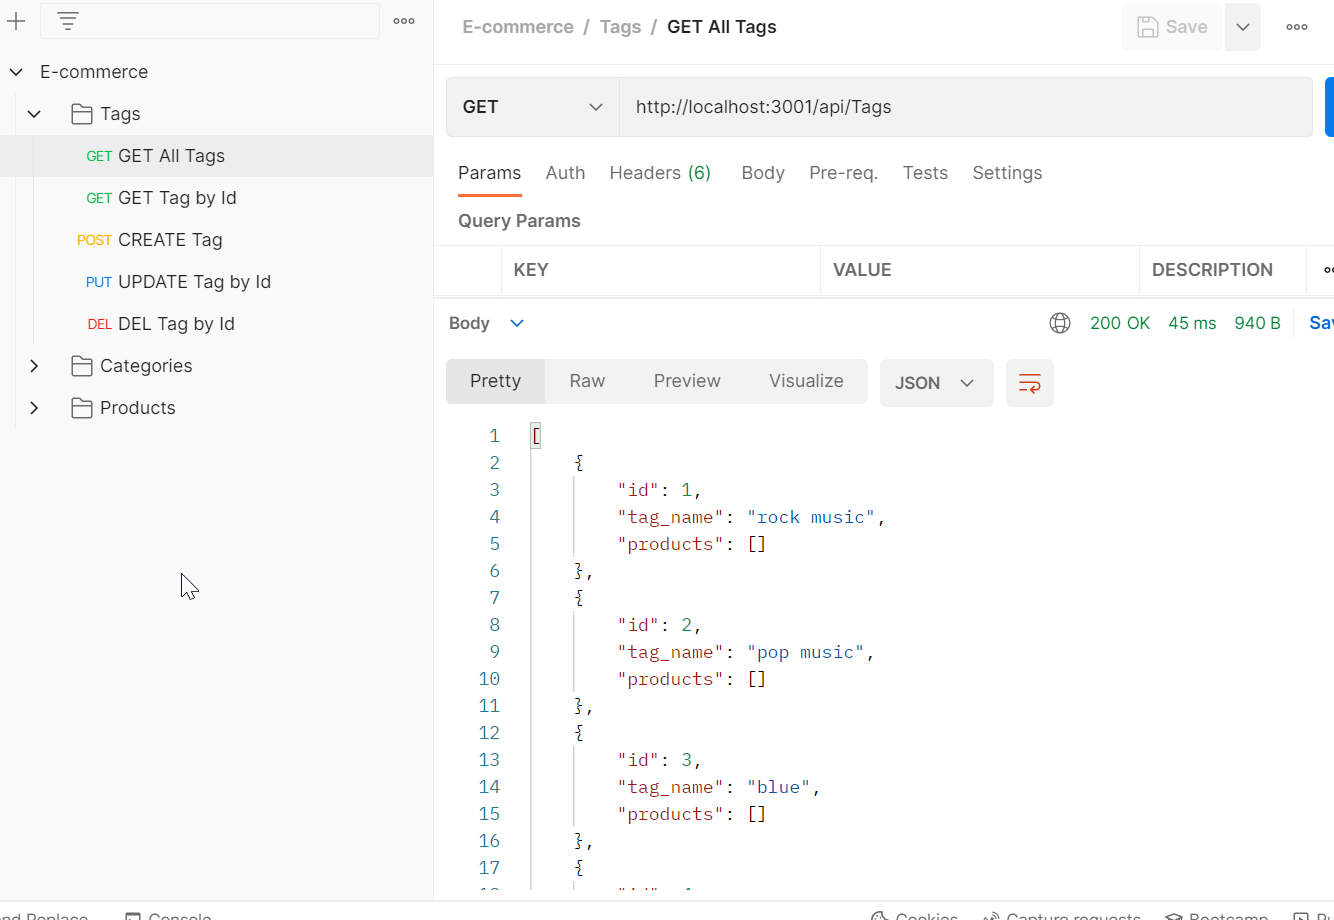 E-commerce / Tags / GET All Tags
Save
E-commerce
Tags
GET GET All Tags
GET GET Tag by Id
POST CREATE Tag
PUT UPDATE Tag by Id
DEL DEL Tag by Id
Categories
Products
GET http://localhost:3001/api/Tags
Params Auth Headers (6) Body Pre-req. Tests Settings
Query Params
KEY VALUE DESCRIPTION
Body 200 OK 45 ms 940 B Sav
Pretty Raw Preview Visualize JSON
1 [
2 {
3 "id": 1,
4 "tag_name": "rock music",
5 "products": []
6 },
7 {
8 "id": 2,
9 "tag_name": "pop music",
10 "products": []
11 },
12 {
13 "id": 3,
14 "tag_name": "blue",
15 "products": []
16 },
17 {
nd Replace Console Cookies Capture requests Bootcamp